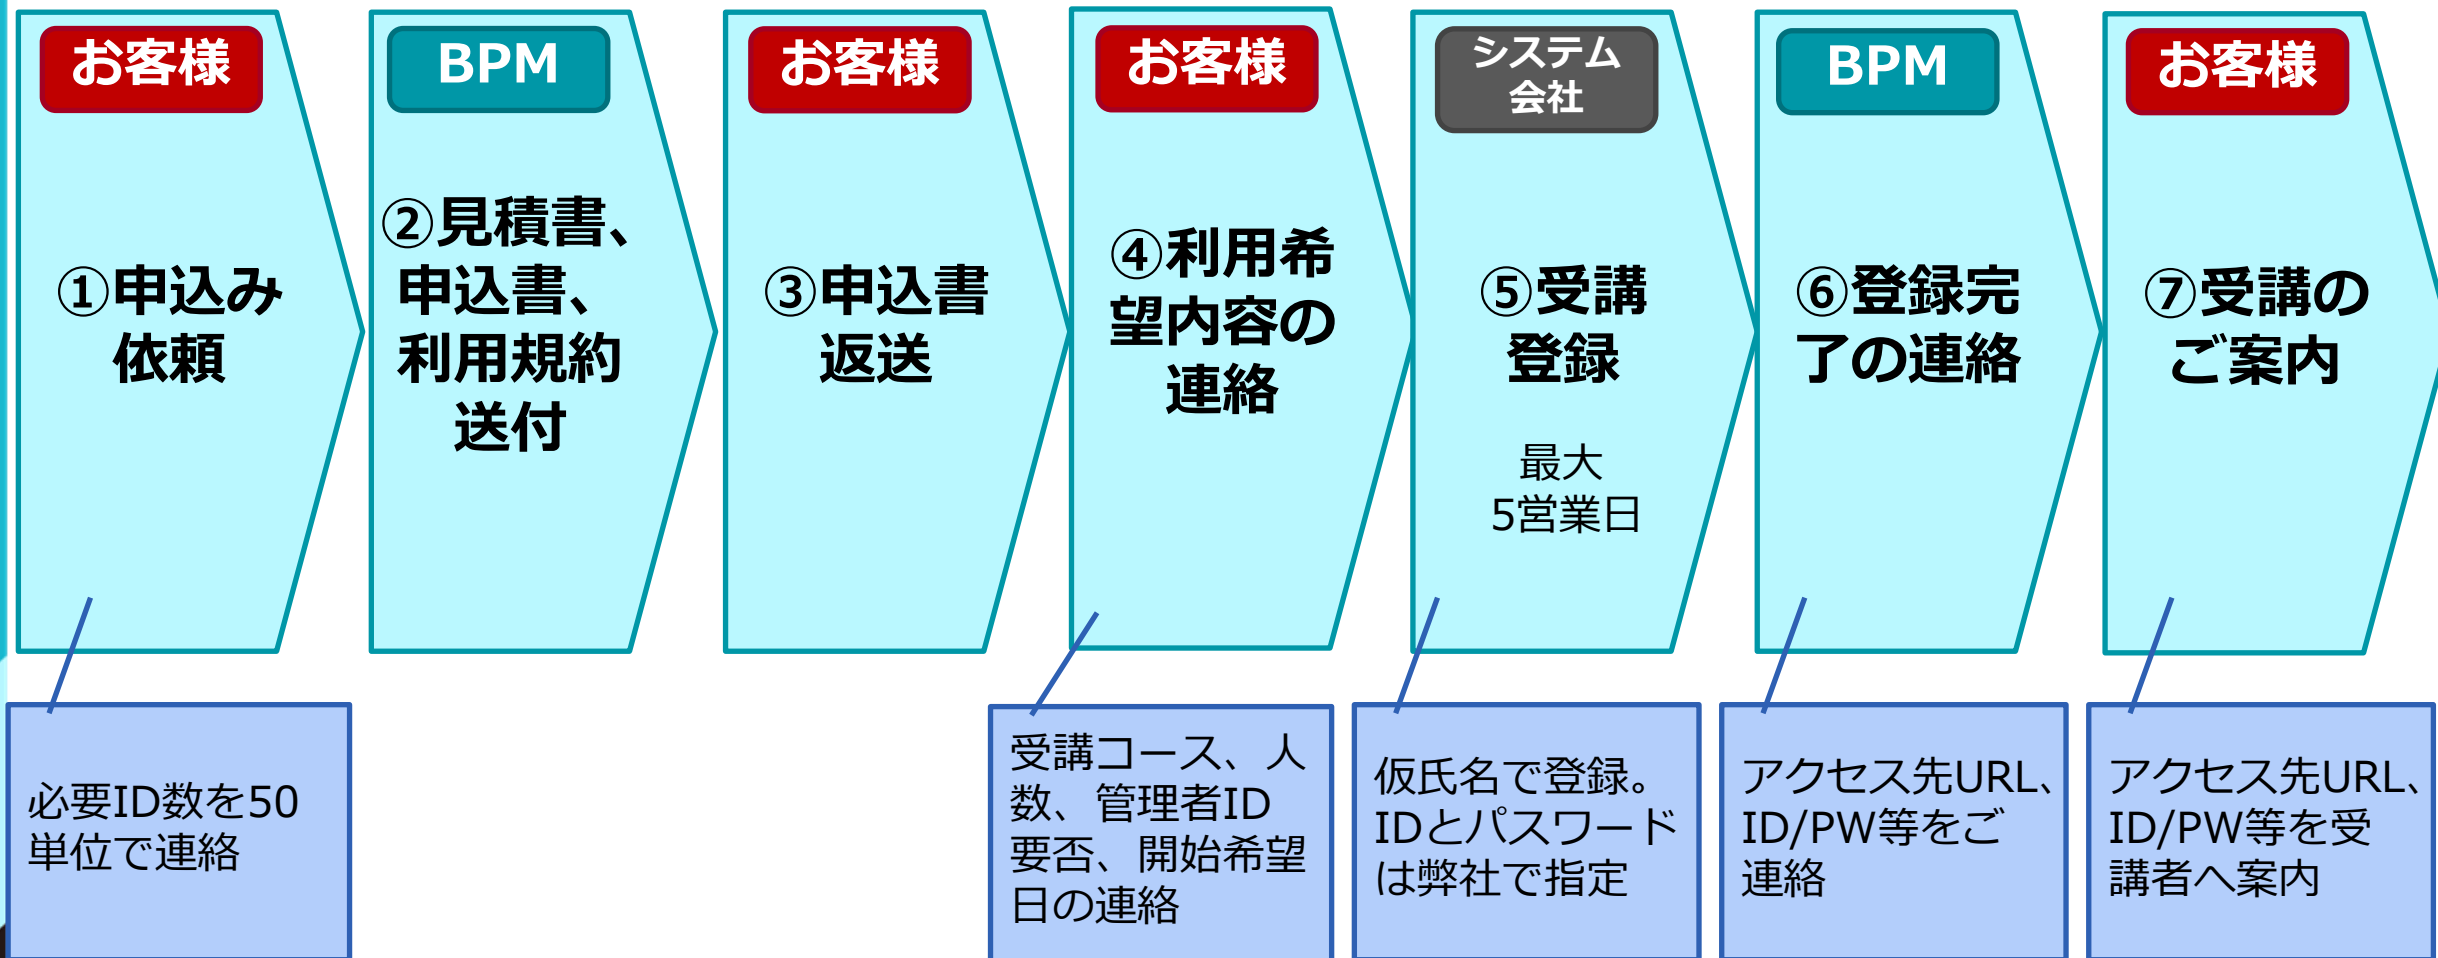 お客様
①申込み
依頼
必要ID数を50
単位で連絡
BPM
②見積書、
申込書、
利用規約
送付
お客様
③申込書
返送
お客様
④利用希
望内容の
連絡
受講コース、人
数、管理者ID
要否、開始希望
日の連絡
システム
会社
⑤受講
登録
最大
5営業日
仮氏名で登録。
IDとパスワード
は弊社で指定
BPM
⑥登録完
了の連絡
アクセス先URL、
ID/PW等をご
連絡
お客様
⑦受講の
ご案内
アクセス先URL、
ID/PW等を受
講者へ案内